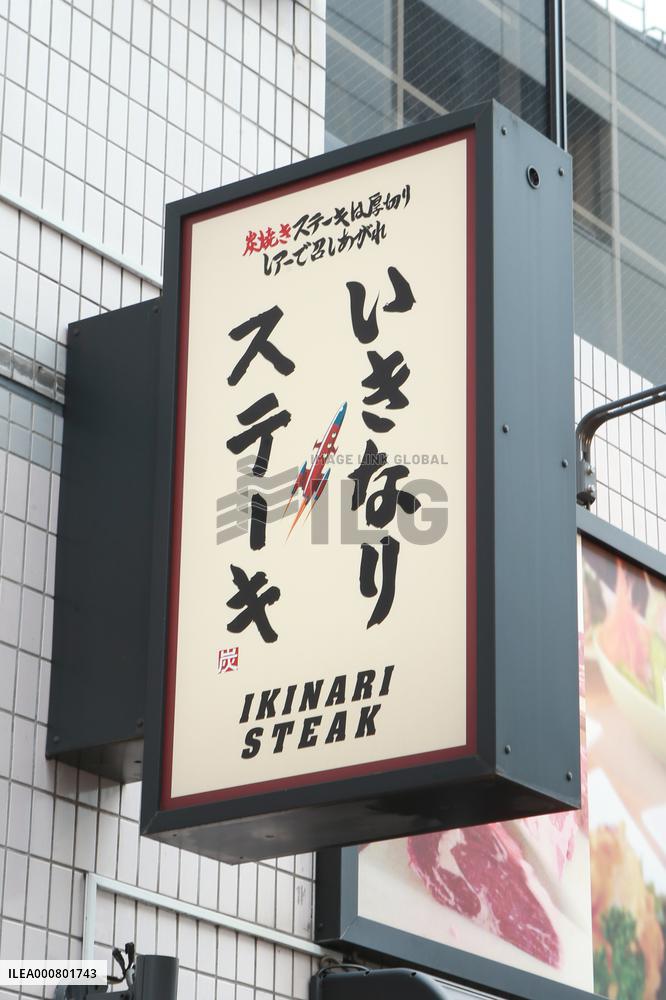 炭焼きステーキは厚切り
レアーで召しあがれ
いきなり
ステーキ
炭
IKINARI
STEAK
IMAGE LINK GLOBAL
ILG
ILEA000801743